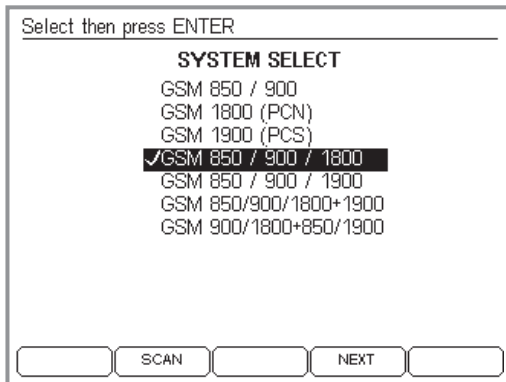 Select then press ENTER
SYSTEM SELECT
GSM 850 / 900
GSM 1800 (PCN)
GSM 1900 (PCS)
✓GSM 850 / 900 / 1800
GSM 850 / 900 / 1900
GSM 850/900/1800+1900
GSM 900/1800+850/1900
SCAN NEXT